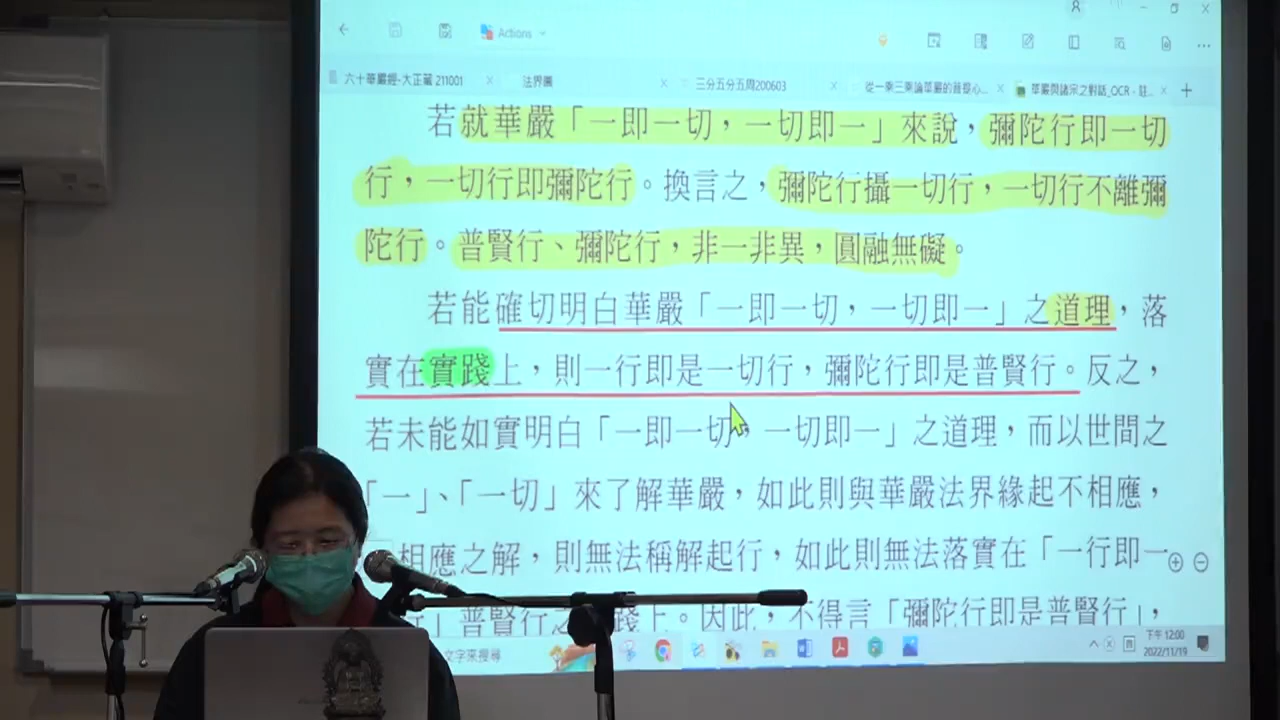 Actions
六十華嚴經-大正藏 211001
法界圖
三分五分五周200603
從一乘三乘論華嚴的菩提心...
華嚴與諸宗之對話_OCR - 駐...
若就華嚴「一即一切，一切即一」來說，彌陀行即一切
行，一切行即彌陀行。換言之，彌陀行攝一切行，一切行不離彌
陀行。普賢行、彌陀行，非一非異，圓融無礙。
若能確切明白華嚴「一即一切，一切即一」之道理，落
實在實踐上，則一行即是一切行，彌陀行即是普賢行。反之，
若未能如實明白「一即一切，一切即一」之道理，而以世間之
「一」、「一切」來了解華嚴，如此則與華嚴法界緣起不相應，
相應之解，則無法稱解起行，如此則無法落實在「一行即一
行」普賢行之實踐上。因此，不得言「彌陀行即是普賢行」，
文字來搜尋
下午 12:00
2022/11/19